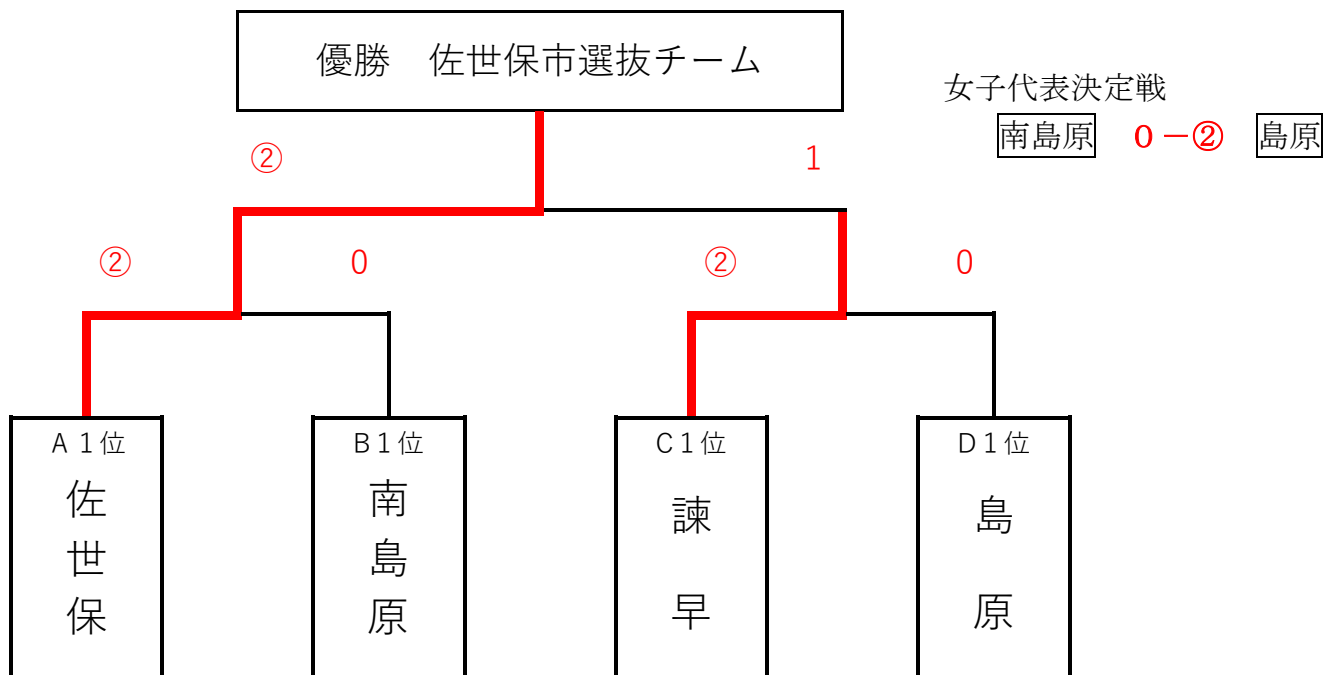 優勝　佐世保市選抜チーム
女子代表決定戦
南島原 ０－② 島原
② 1
② 0 ② 0
A 1位 B1位 C1位 D1位
佐世保
南島原
諫早
島原